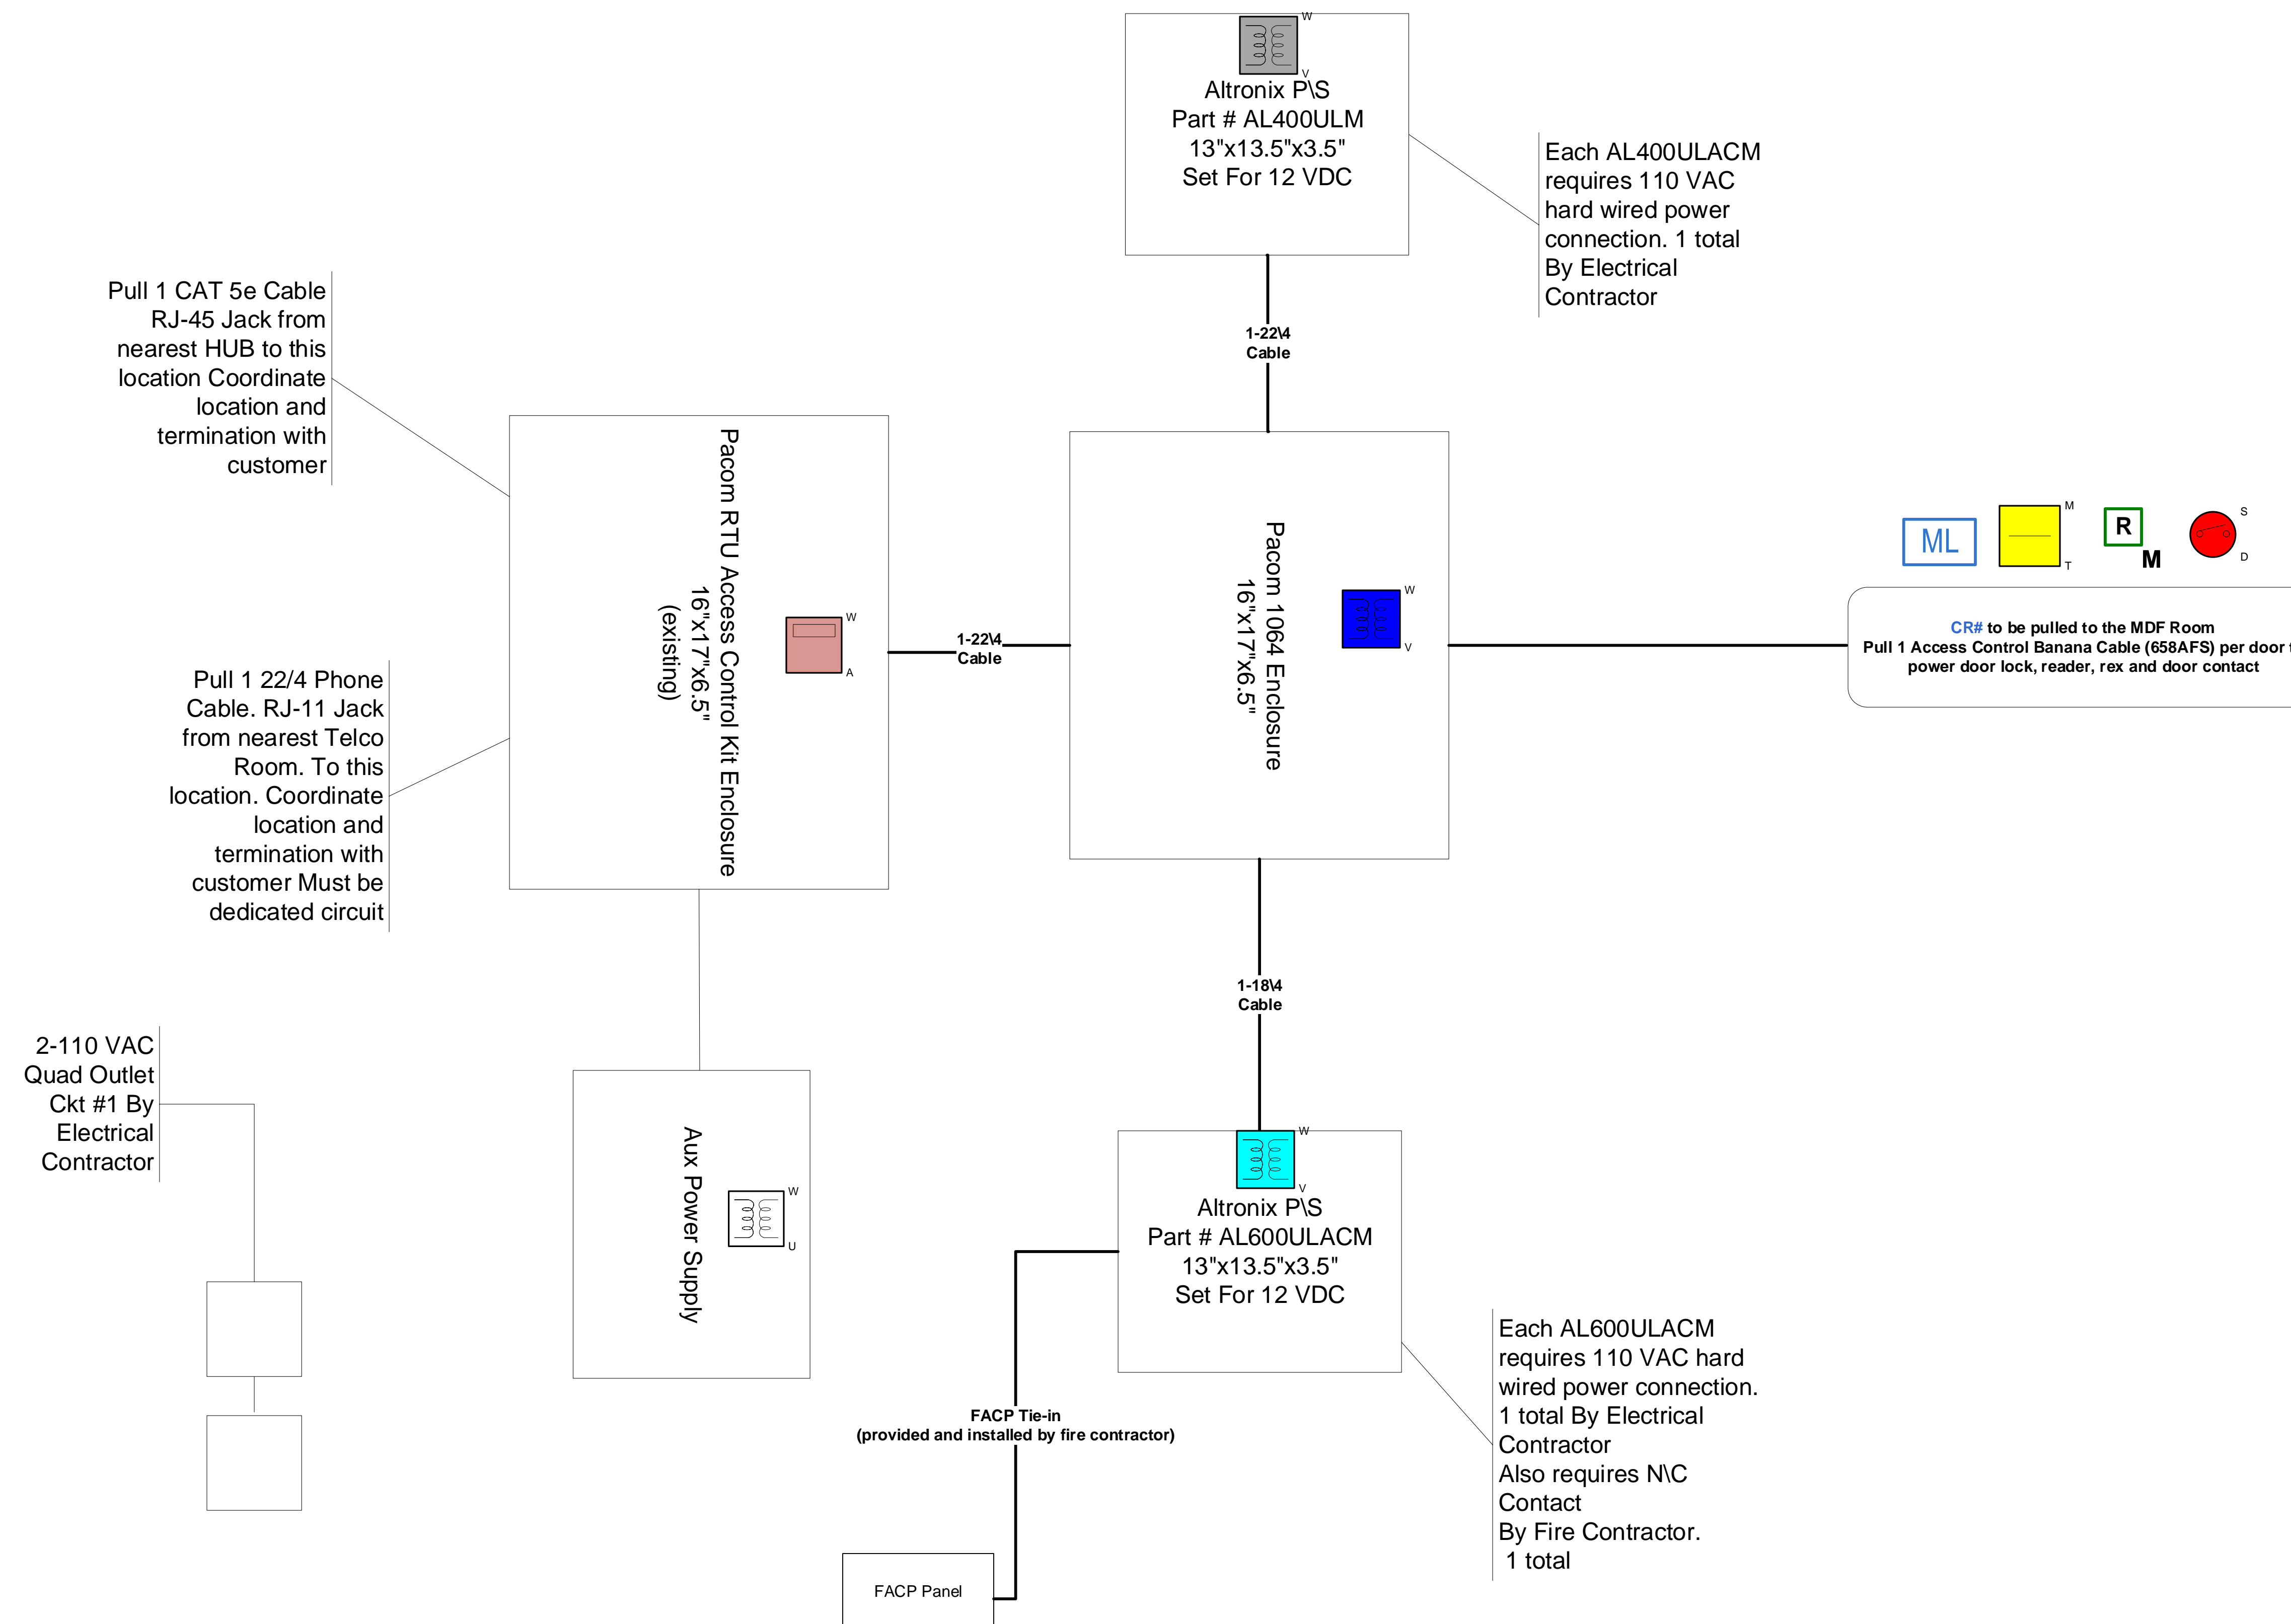 W
V
Altronix P\S
Part # AL400ULM
13"x13.5"x3.5"
Set For 12 VDC
Each AL400ULACM
requires 110 VAC
hard wired power
connection. 1 total
By Electrical
Contractor
Pull 1 CAT 5e Cable
RJ-45 Jack from
nearest HUB to this
location Coordinate
location and
termination with
customer
1-22\4
Cable
Pacom RTU Access Control Kit Enclosure
16"x17"x6.5"
(existing)
W
A
1-22\4
Cable
Pacom 1064 Enclosure
16"x17"x6.5"
W
V
ML
M
T
R
M
S
D
CR# to be pulled to the MDF Room
Pull 1 Access Control Banana Cable (658AFS) per door
power door lock, reader, rex and door contact
Pull 1 22/4 Phone
Cable. RJ-11 Jack
from nearest Telco
Room. To this
location. Coordinate
location and
termination with
customer Must be
dedicated circuit
1-18\4
Cable
2-110 VAC
Quad Outlet
Ckt #1 By
Electrical
Contractor
Aux Power Supply
W
U
W
V
Altronix P\S
Part # AL600ULACM
13"x13.5"x3.5"
Set For 12 VDC
Each AL600ULACM
requires 110 VAC hard
wired power connection.
1 total By Electrical
Contractor
Also requires N\C
Contact
By Fire Contractor.
1 total
FACP Tie-in
(provided and installed by fire contractor)
FACP Panel